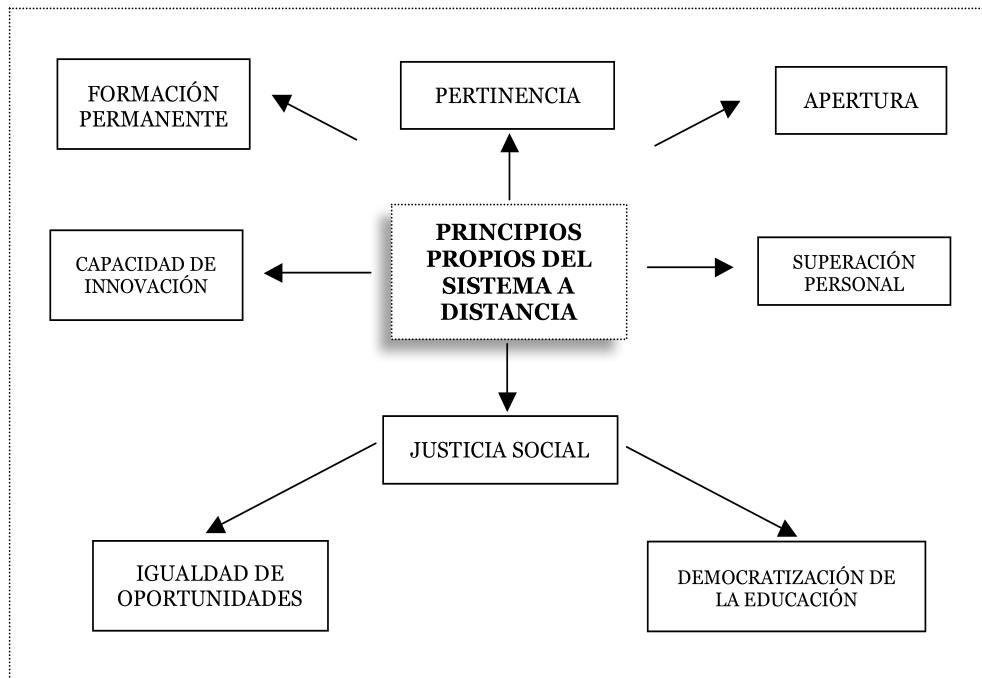 FORMACIÓN
PERMANENTE
PERTINENCIA
APERTURA
PRINCIPIOS
PROPIOS DEL
SISTEMA A
DISTANCIA
CAPACIDAD DE
INNOVACIÓN
SUPERACIÓN
PERSONAL
JUSTICIA SOCIAL
IGUALDAD DE
OPORTUNIDADES
DEMOCRATIZACIÓN DE
LA EDUCACIÓN